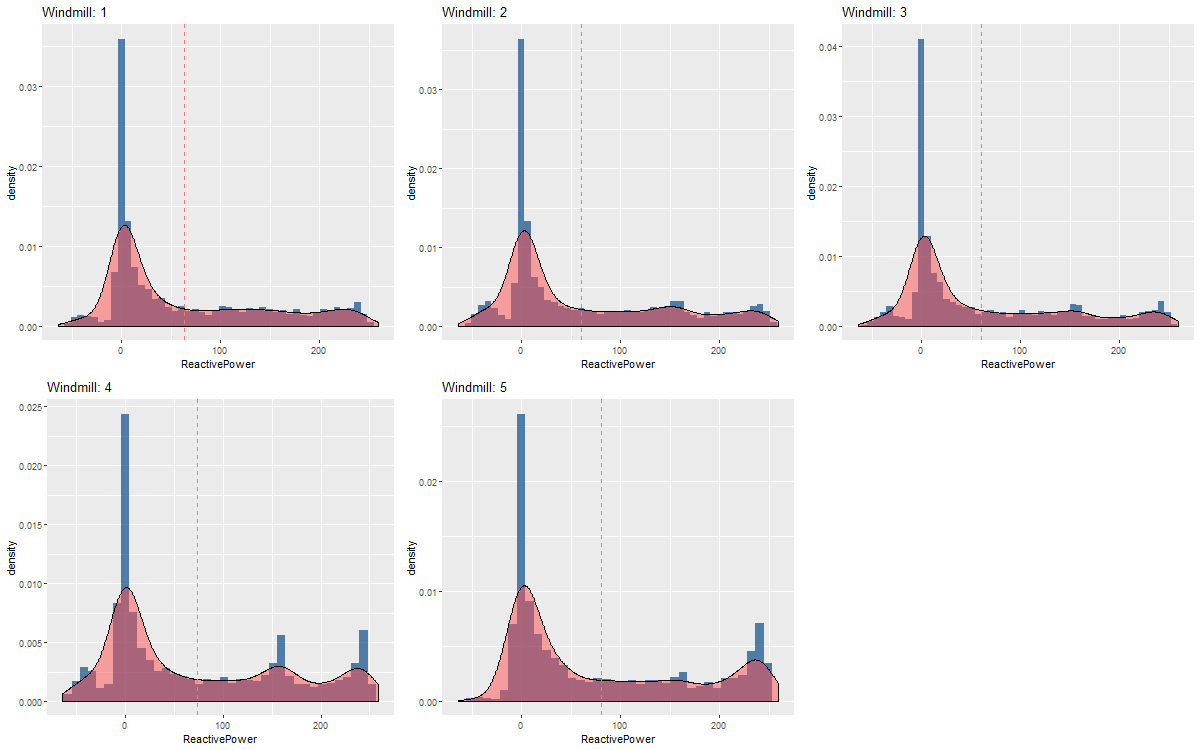 Windmill: 1
density
0.03
0.02
0.01
0.00
0 100 200
ReactivePower
Windmill: 2
density
0.03
0.02
0.01
0.00
0 100 200
ReactivePower
Windmill: 3
density
0.04
0.03
0.02
0.01
0.00
0 100 200
ReactivePower
Windmill: 4
density
0.025
0.020
0.015
0.010
0.005
0.000
0 100 200
ReactivePower
Windmill: 5
density
0.02
0.01
0.00
0 100 200
ReactivePower